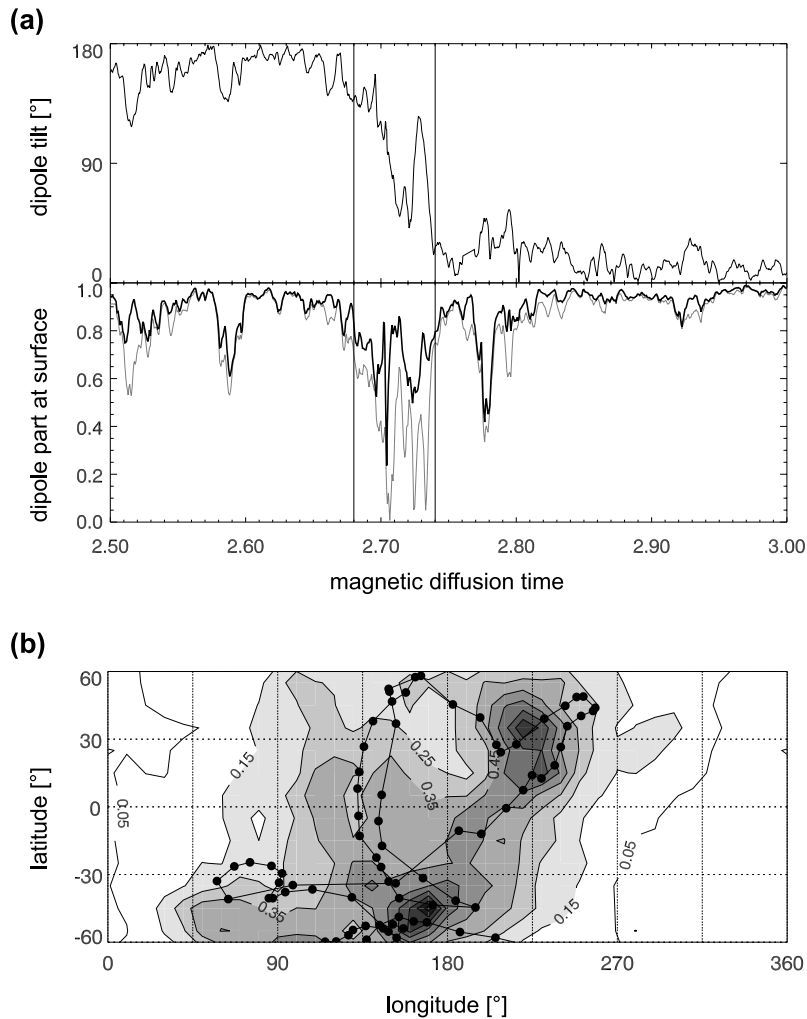 (a)
180
90
0
dipole tilt [°]
1.0
0.8
0.6
0.4
0.2
0.0
dipole part at surface
2.50 2.60 2.70 2.80 2.90 3.00
magnetic diffusion time
(b)
60
30
0
-30
-60
latitude [°]
0.05
0.15
0.35
0.25
0.35
0.45
0.15
0.05
0 90 180 270 360
longitude [°]